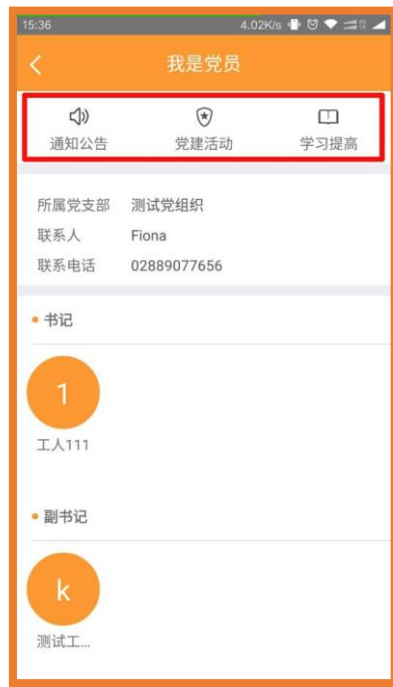 15:36 4.02K/s
我是党员
通知公告 党建活动 学习提高
所属党支部 测试党组织
联系人 Fiona
联系电话 02889077656
书记
1
工人111
副书记
k
测试工...